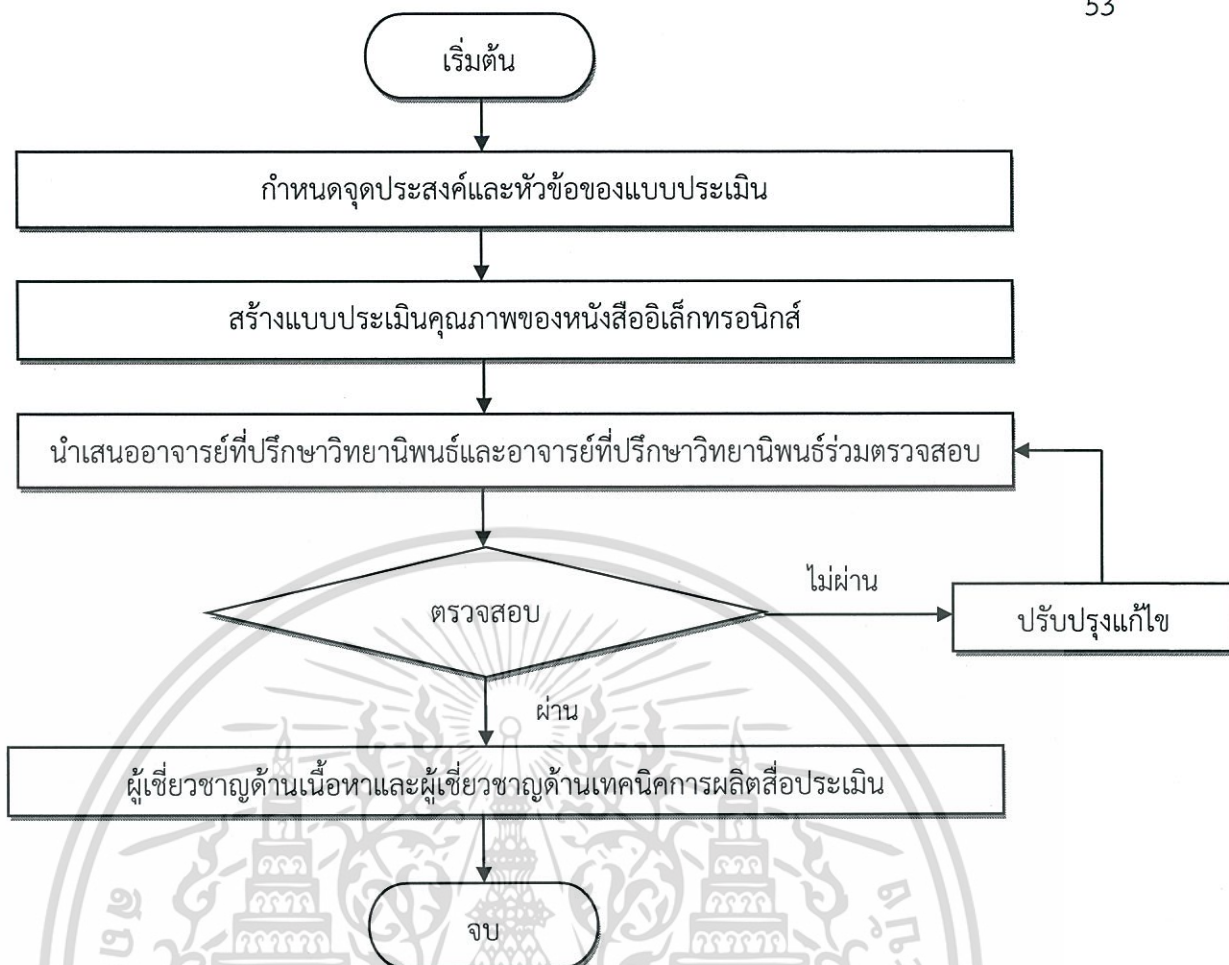 53
เริ่มต้น
กำหนดจุดประสงค์และหัวข้อของแบบประเมิน
สร้างแบบประเมินคุณภาพของหนังสืออิเล็กทรอนิกส์
นำเสนออาจารย์ที่ปรึกษาวิทยานิพนธ์และอาจารย์ที่ปรึกษาวิทยานิพนธ์ร่วมตรวจสอบ
ตรวจสอบ
ไม่ผ่าน
ปรับปรุงแก้ไข
ผ่าน
ผู้เชี่ยวชาญด้านเนื้อหาและผู้เชี่ยวชาญด้านเทคนิคการผลิตสื่อประเมิน
จบ